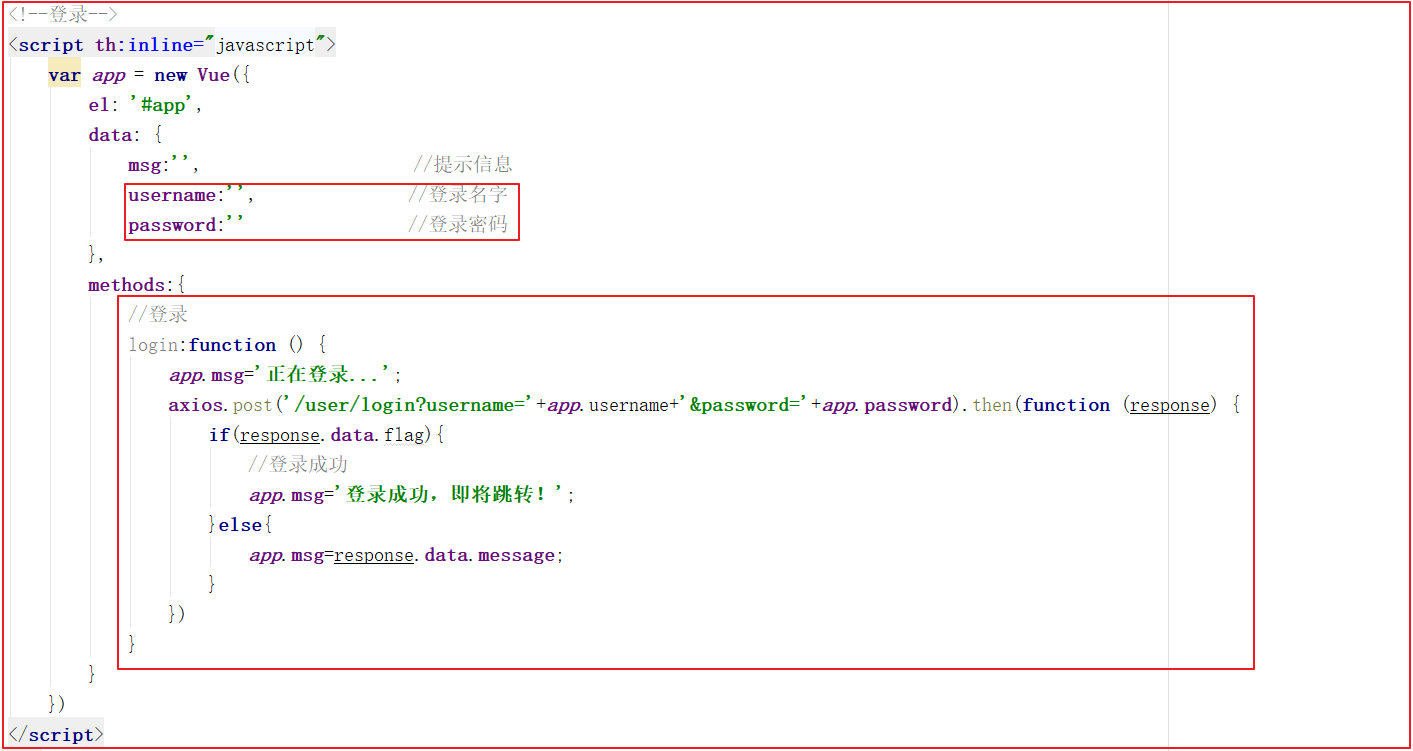 <!--登录-->
<script th:inline="javascript">
    var app = new Vue({
        el: '#app',
        data: {
            msg:'',                     //提示信息
            username:'',               //登录名字
            password:''                //登录密码
        },
        methods:{
            //登录
            login:function () {
                app.msg='正在登录...';
                axios.post('/user/login?username='+app.username+'&password='+app.password).then(function (response) {
                    if(response.data.flag){
                        //登录成功
                        app.msg='登录成功，即将跳转！';
                    }else{
                        app.msg=response.data.message;
                    }
                })
            }
        }
    })
</script>